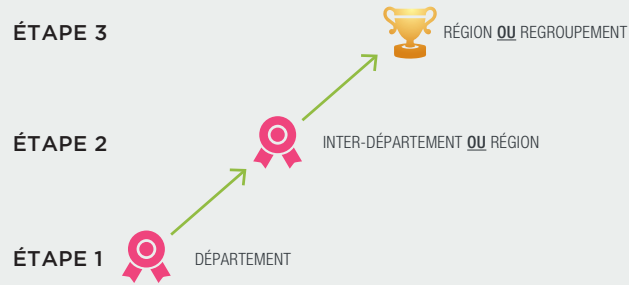 ÉTAPE 3 RÉGION OU REGROUPEMENT
ÉTAPE 2 INTER-DÉPARTEMENT OU RÉGION
ÉTAPE 1 DÉPARTEMENT